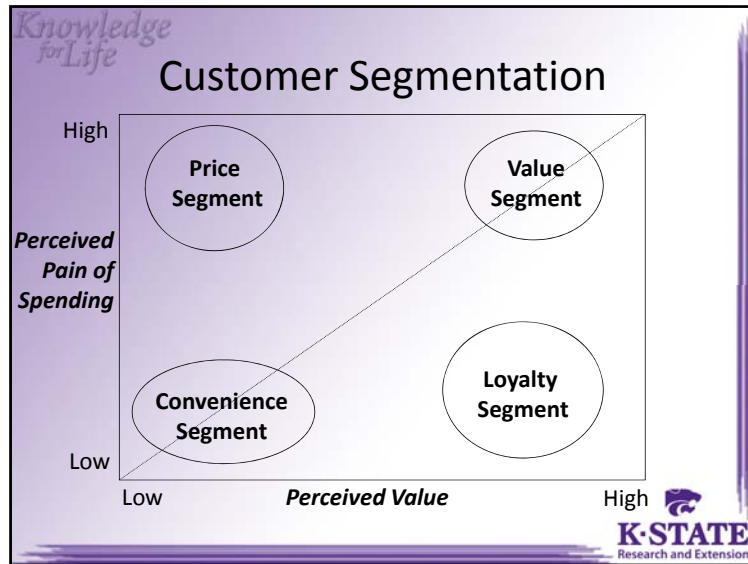 Knowledge
for Life
Customer Segmentation
High
Price
Segment
Value
Segment
Perceived
Pain of
Spending
Convenience
Segment
Loyalty
Segment
Low
Low
Perceived Value
High
K·STATE
Research and Extension